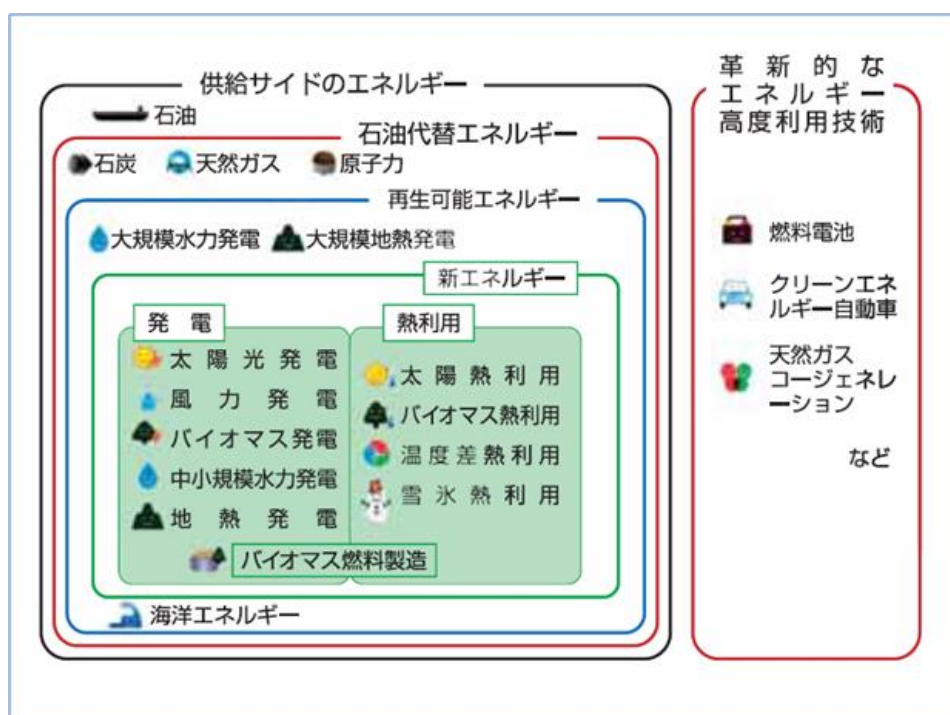 供給サイドのエネルギー
石油
石油代替エネルギー
石炭 天然ガス 原子力
再生可能エネルギー
大規模水力発電 大規模地熱発電
新エネルギー
発電
太陽光発電
風力発電
バイオマス発電
中小規模水力発電
地熱発電
熱利用
太陽熱利用
バイオマス熱利用
温度差熱利用
雪氷熱利用
バイオマス燃料製造
海洋エネルギー
革新的な
エネルギー
高度利用技術
燃料電池
クリーンエネ
ルギー自動車
天然ガス
コージェネレ
ーション
など